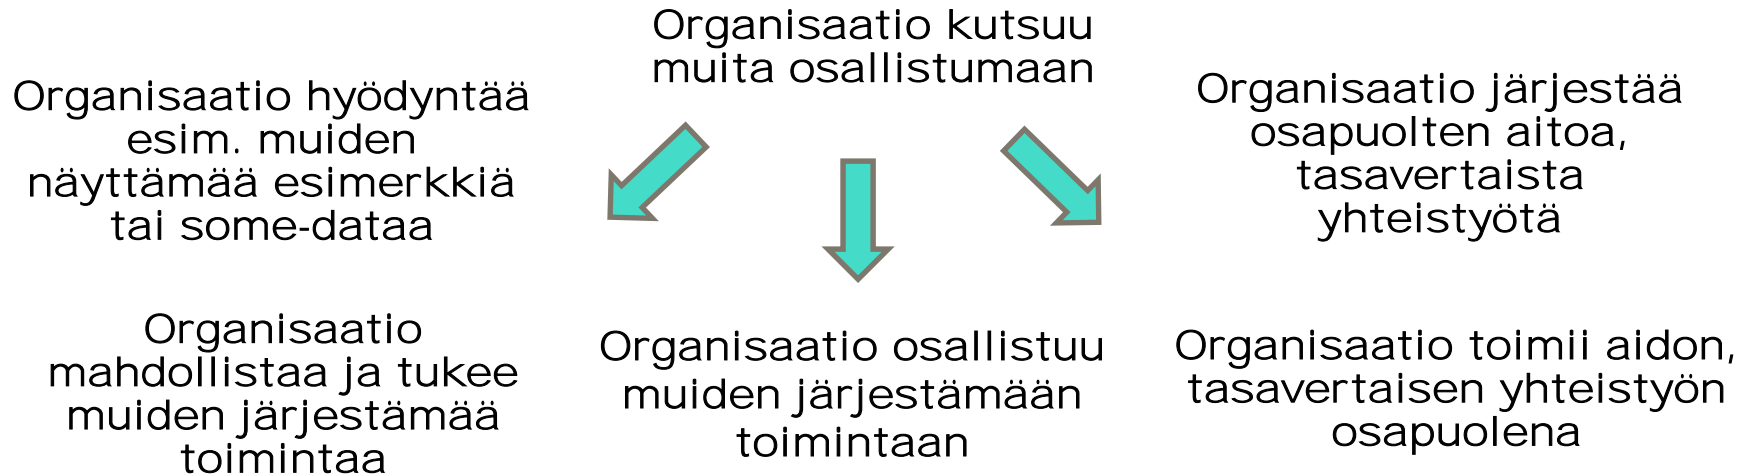 Organisaatio kutsuu
muita osallistumaan
Organisaatio hyödyntää
esim. muiden
näyttämää esimerkkiä
tai some-dataa
Organisaatio järjestää
osapuolten aitoa,
tasavertaista
yhteistyötä
Organisaatio
mahdollistaa ja tukee
muiden järjestämää
toimintaa
Organisaatio osallistuu
muiden järjestämään
toimintaan
Organisaatio toimii aidon,
tasavertaisen yhteistyön
osapuolena